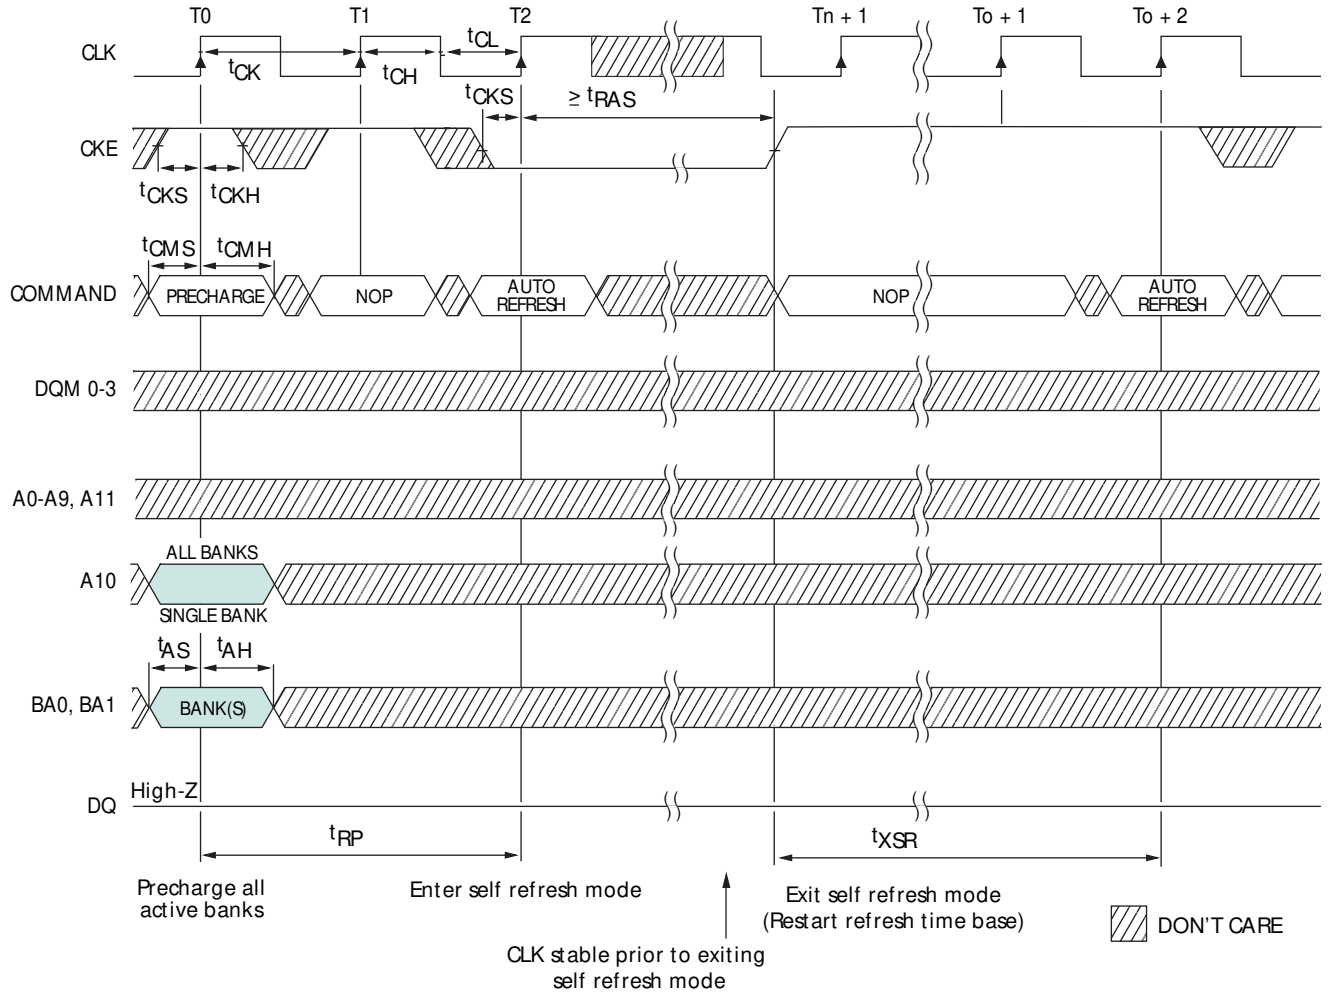 T0 T1 T2 Tn + 1 To + 1 To + 2
CLK
tCK tCH tCL
tCKS ≥ tRAS
CKE
tCKS tCKH
tCMS tCMH
COMMAND PRECHARGE NOP AUTO REFRESH NOP AUTO REFRESH
DQM 0-3
A0-A9, A11
ALL BANKS
A10
SINGLE BANK
tAS tAH
BA0, BA1 BANK(S)
High-Z
DQ
tRP tXSR
Precharge all
active banks
Enter self refresh mode
CLK stable prior to exiting
self refresh mode
Exit self refresh mode
(Restart refresh time base)
DON'T CARE